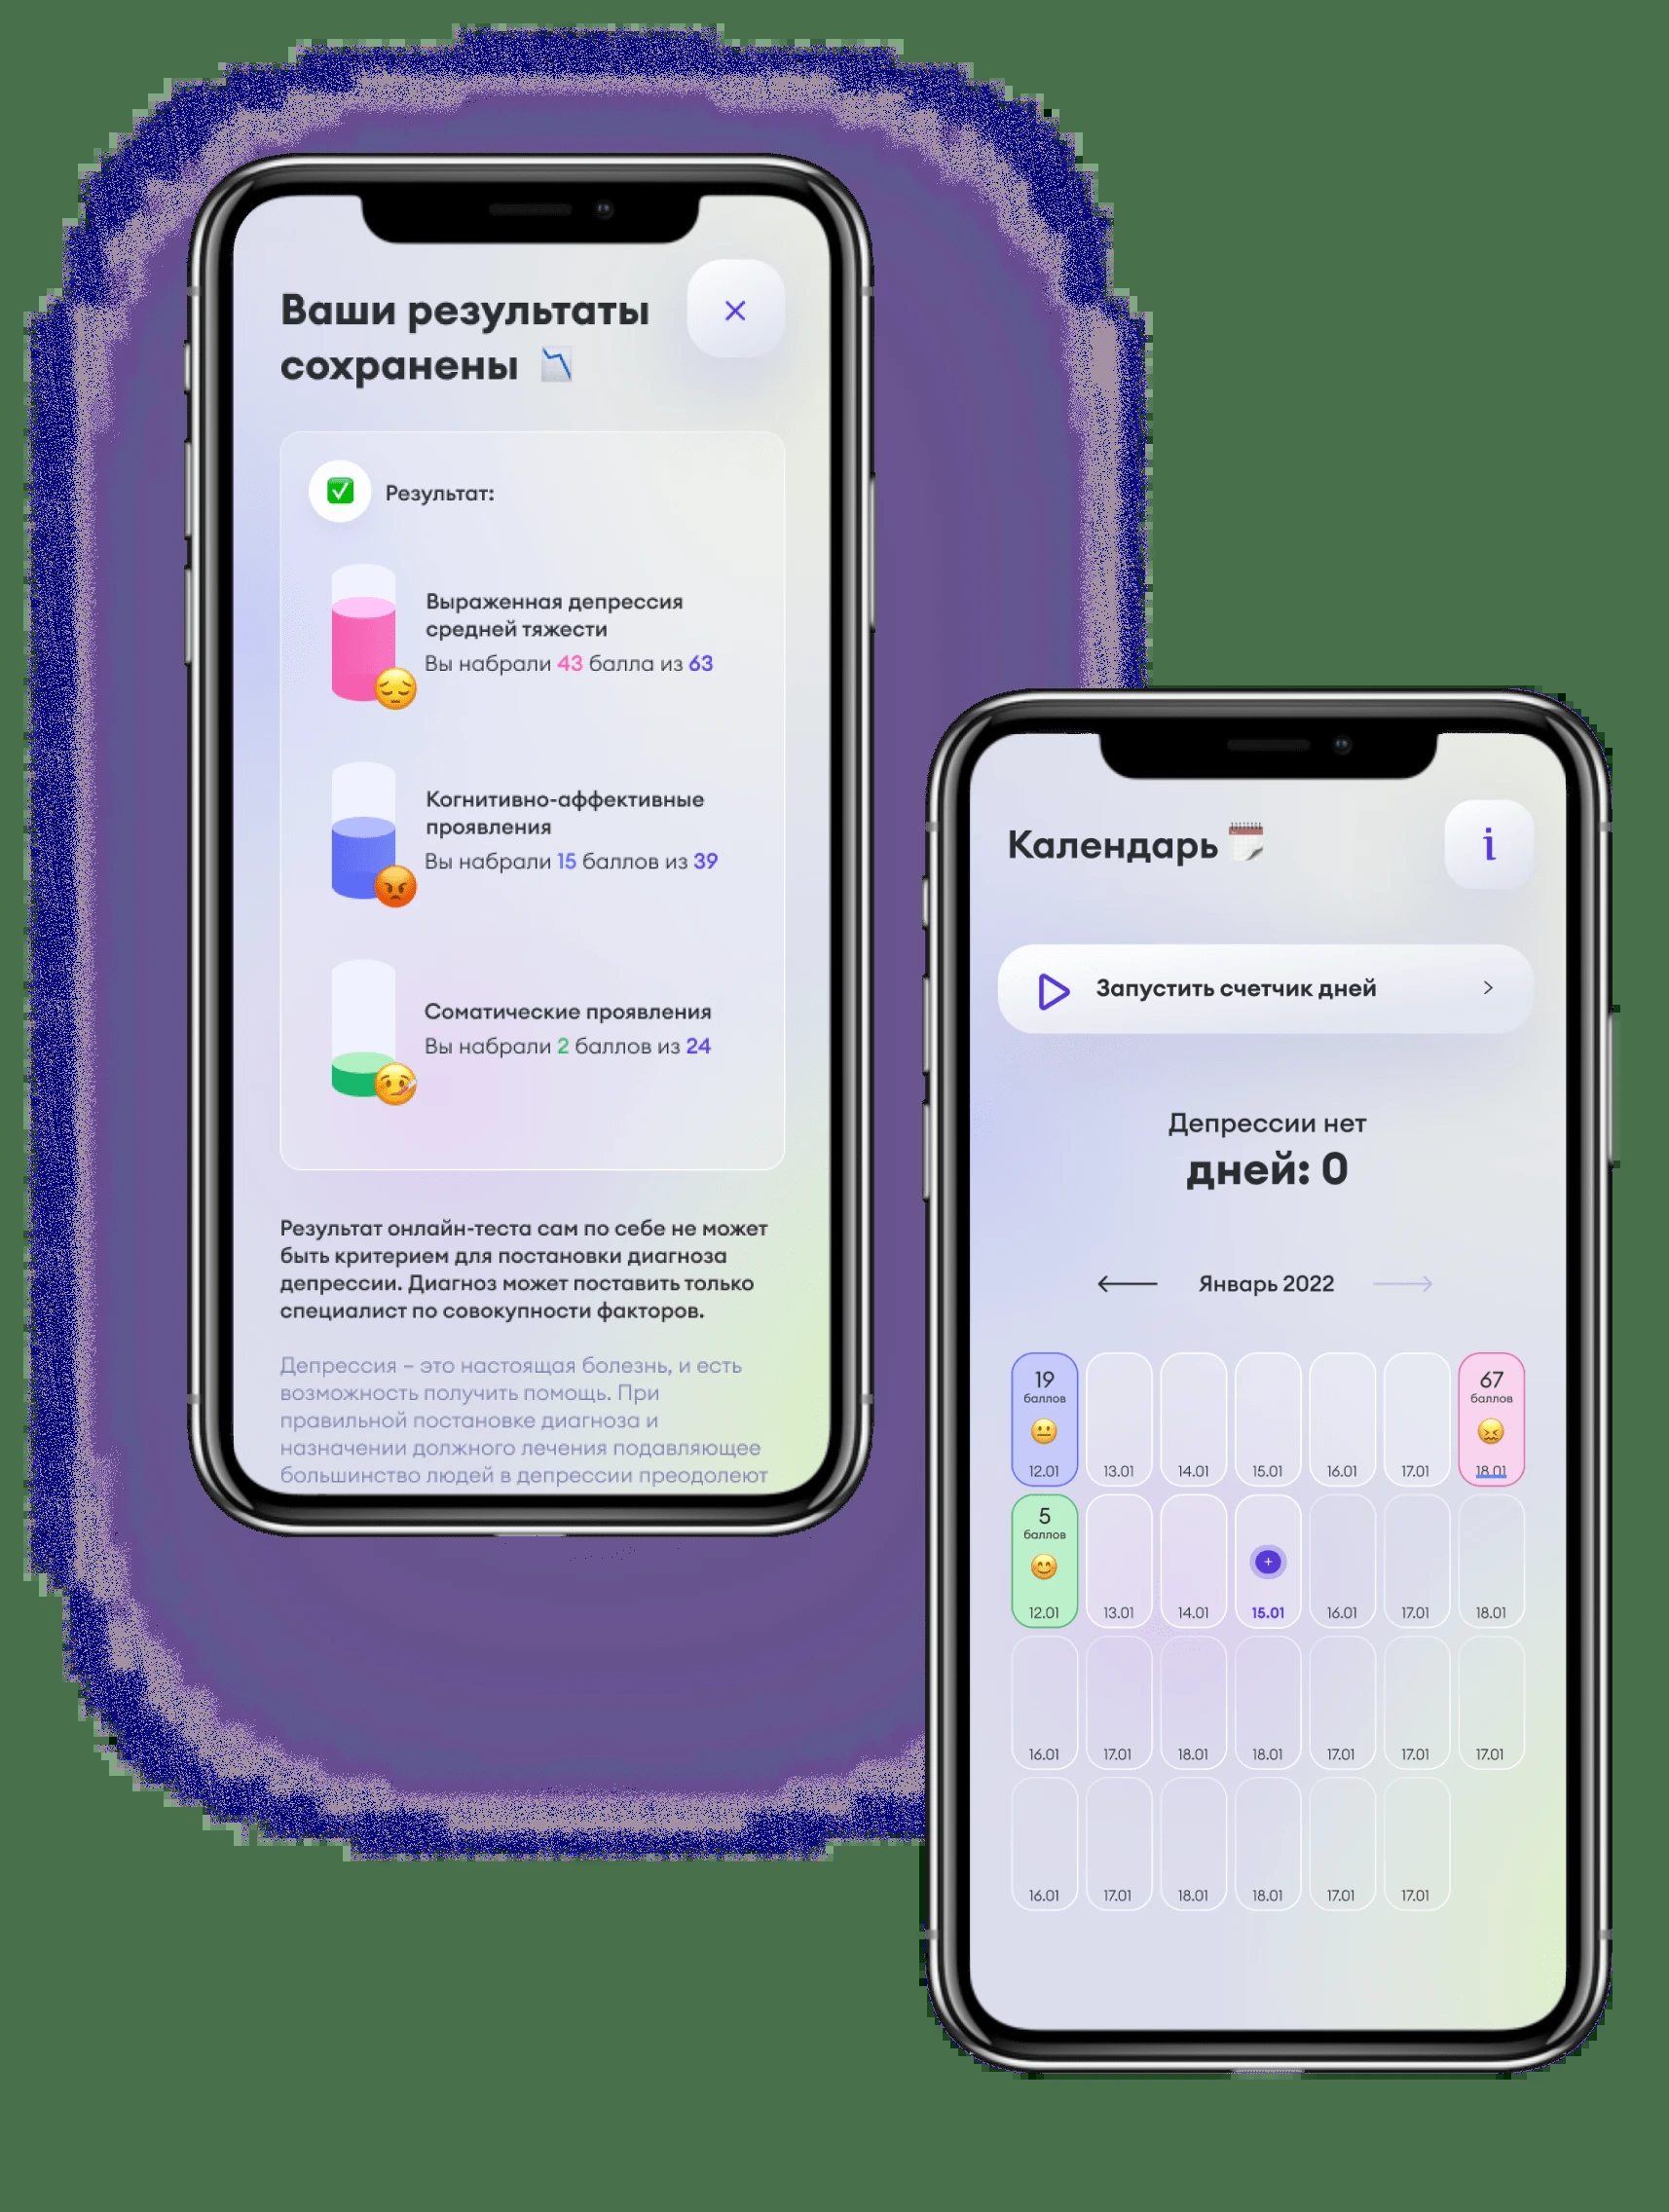 Ваши результаты
сохранены
Результат:
Выраженная депрессия
средней тяжести
Вы набрали 43 балла из 63
Когнитивно-аффективные
проявления
Вы набрали 15 баллов из 39
Соматические проявления
Вы набрали 2 баллов из 24
Результат онлайн-теста сам по себе не может
быть критерием для постановки диагноза
депрессии. Диагноз может поставить только
специалист по совокупности факторов.
Депрессия – это настоящая болезнь, и есть
возможность получить помощь. При
правильной постановке диагноза и
назначении должного лечения подавляющее
большинство людей в депрессии преодолеют
Календарь
i
Запустить счетчик дней
Депрессии нет
дней: 0
Январь 2022
19 67
баллов баллов
12.01 13.01 14.01 15.01 16.01 17.01 18.01
5
баллов
12.01 13.01 14.01 15.01 16.01 17.01 18.01
16.01 17.01 18.01 18.01 17.01 17.01 17.01
16.01 17.01 18.01 18.01 17.01 17.01